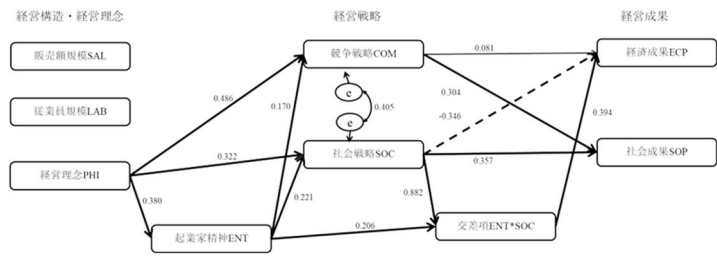 経営構造・経営理念
経営戦略
経営成果
販売額規模SAL
競争戦略COM
0.081
経済成果ECP
0.486
0.170
e
0.405
0.304
従業員規模LAB
-0.346
0.394
e
0.322
社会戦略SOC
0.357
社会成果SOP
経営理念PHI
0.380
0.221
0.882
起業家精神ENT
0.206
交差項ENT*SOC